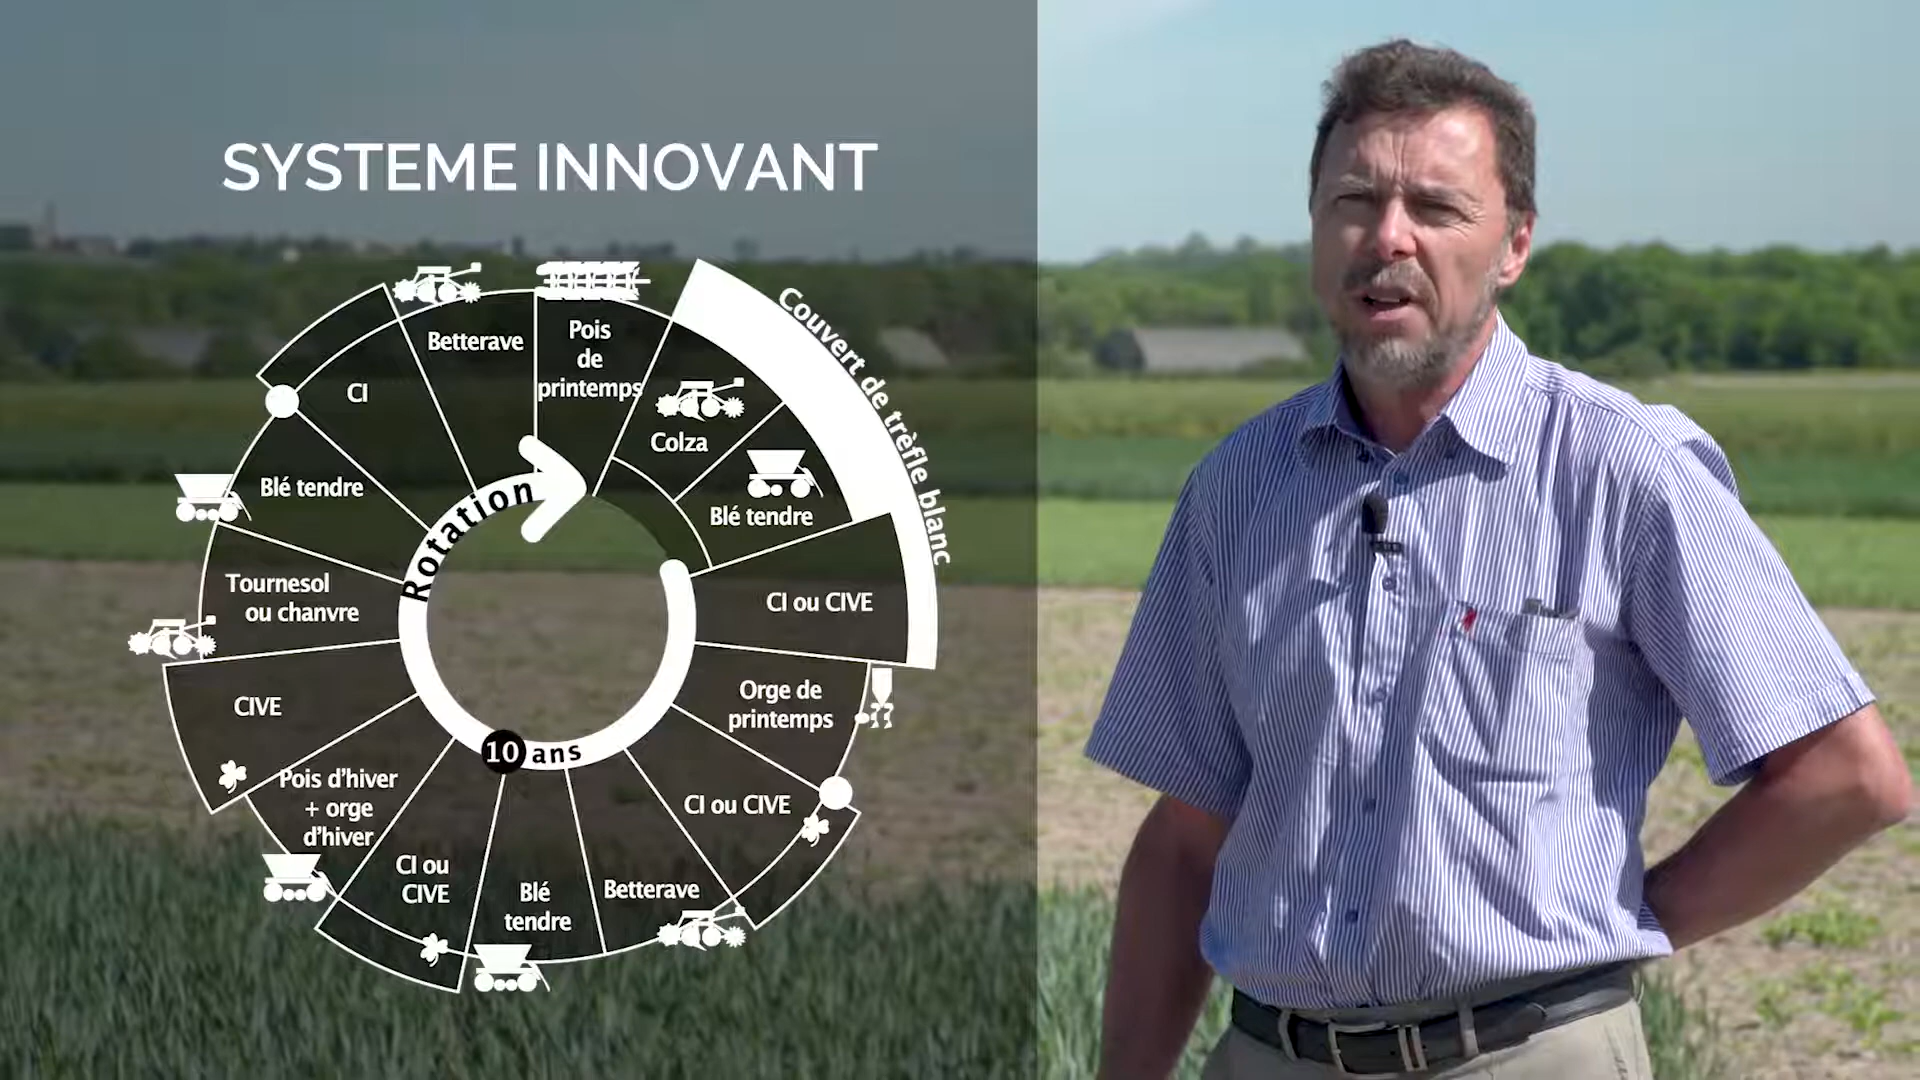 SYSTEME INNOVANT
Betterave
Pois
de
printemps
Couvert de trèfle blanc
Colza
Blé tendre
CI ou CIVE
Orge de
printemps
CI ou CIVE
Betterave
Blé
tendre
CI ou
CIVE
Pois d'hiver
+ orge
d'hiver
CIVE
Tournesol
ou chanvre
Blé tendre
CI
Rotation
10 ans